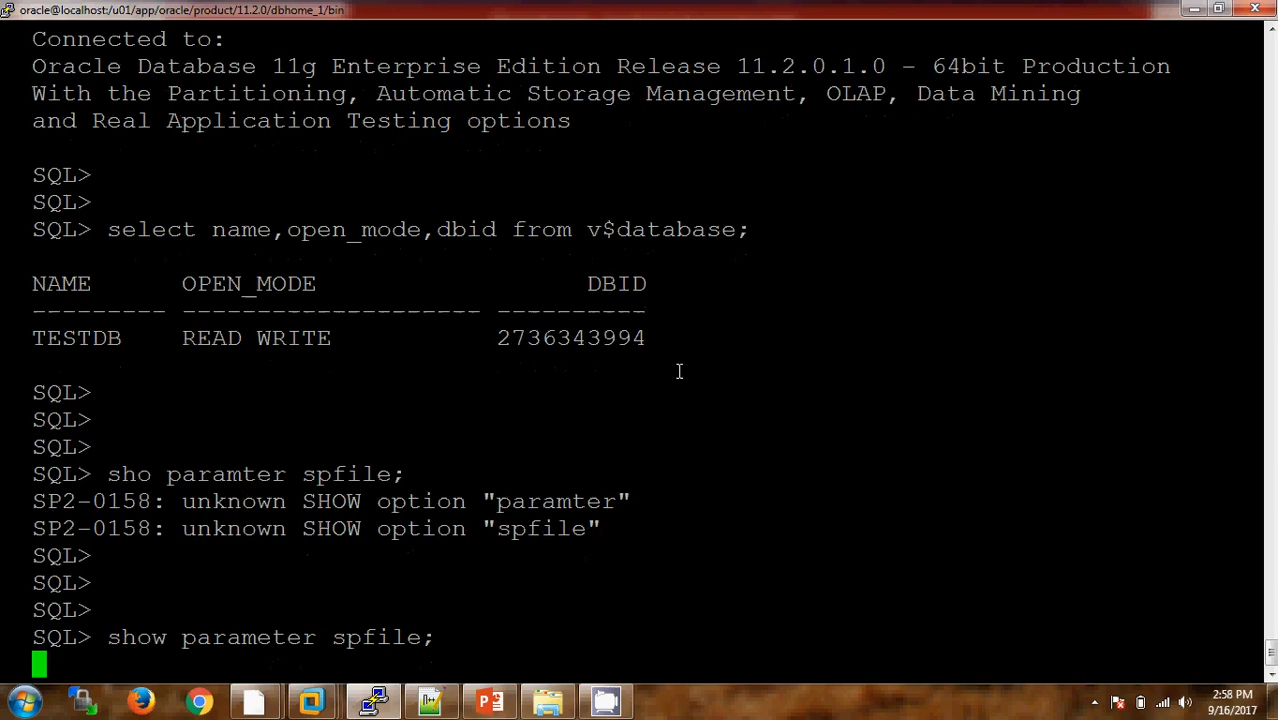 oracle@localhost:/u01/app/oracle/product/11.2.0/dbhome_1/bin
Connected to:
Oracle Database 11g Enterprise Edition Release 11.2.0.1.0 - 64bit Production
With the Partitioning, Automatic Storage Management, OLAP, Data Mining
and Real Application Testing options
SQL>
SQL>
SQL> select name,open_mode,dbid from v$database;
NAME OPEN_MODE DBID
--------- -------------------- ----------
TESTDB READ WRITE 2736343994
SQL>
SQL>
SQL>
SQL> sho paramter spfile;
SP2-0158: unknown SHOW option "paramter"
SP2-0158: unknown SHOW option "spfile"
SQL>
SQL>
SQL>
SQL> show parameter spfile;
2:58 PM
9/16/2017